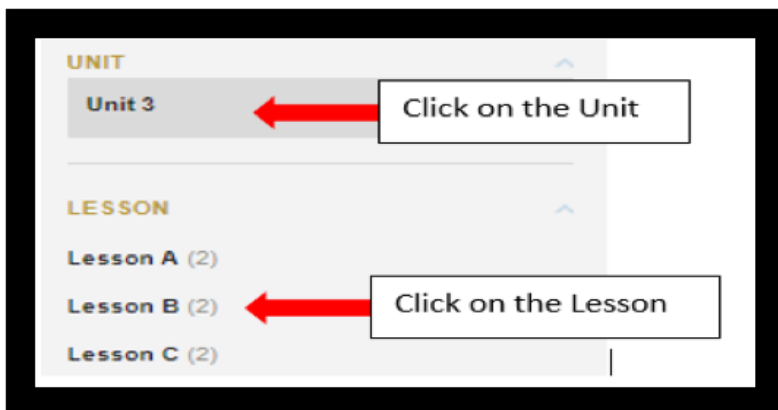 UNIT
Unit 3
Click on the Unit
LESSON
Lesson A (2)
Lesson B (2)
Click on the Lesson
Lesson C (2)